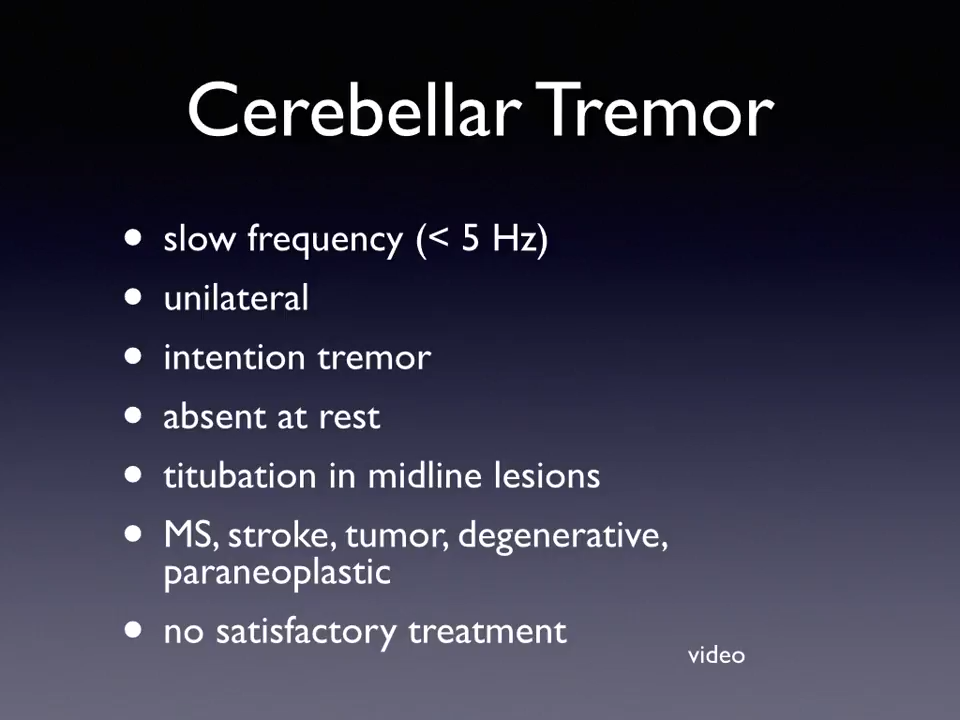 Cerebellar Tremor
• slow frequency (< 5 Hz)
• unilateral
• intention tremor
• absent at rest
• titubation in midline lesions
• MS, stroke, tumor, degenerative,
paraneoplastic
• no satisfactory treatment
video